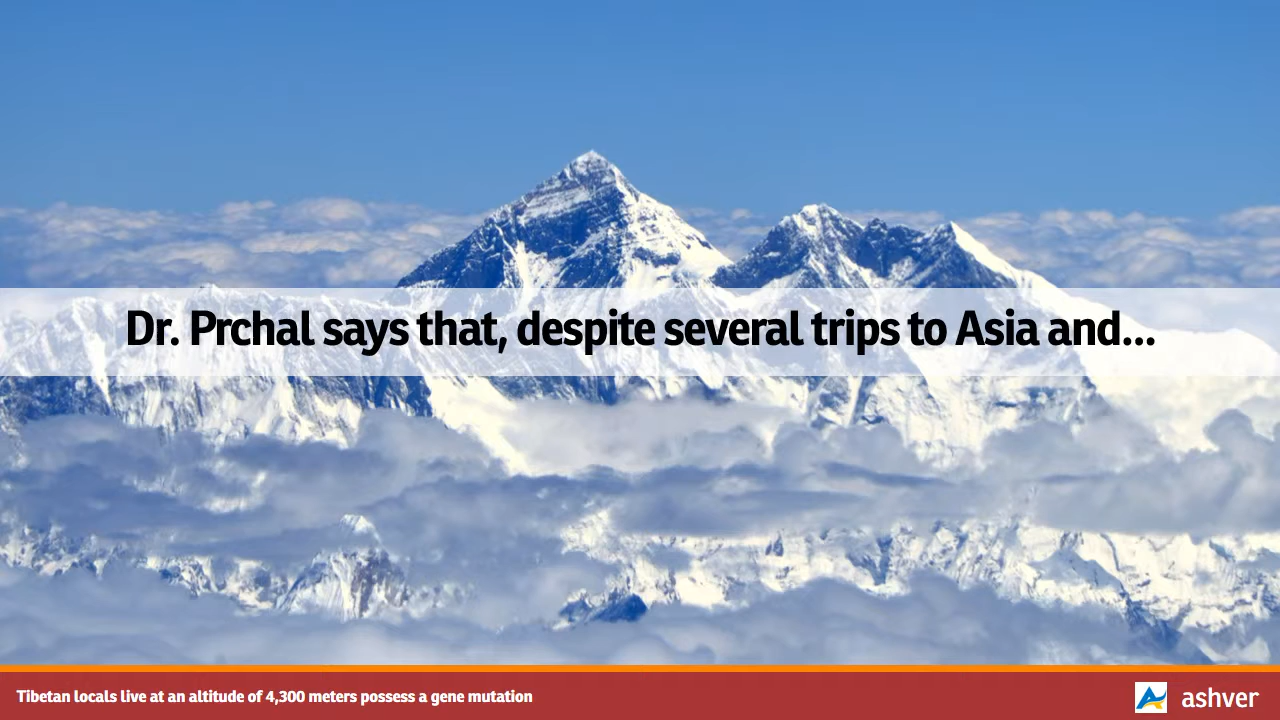 Dr. Prchal says that, despite several trips to Asia and...
Tibetan locals live at an altitude of 4,300 meters possess a gene mutation
ashver